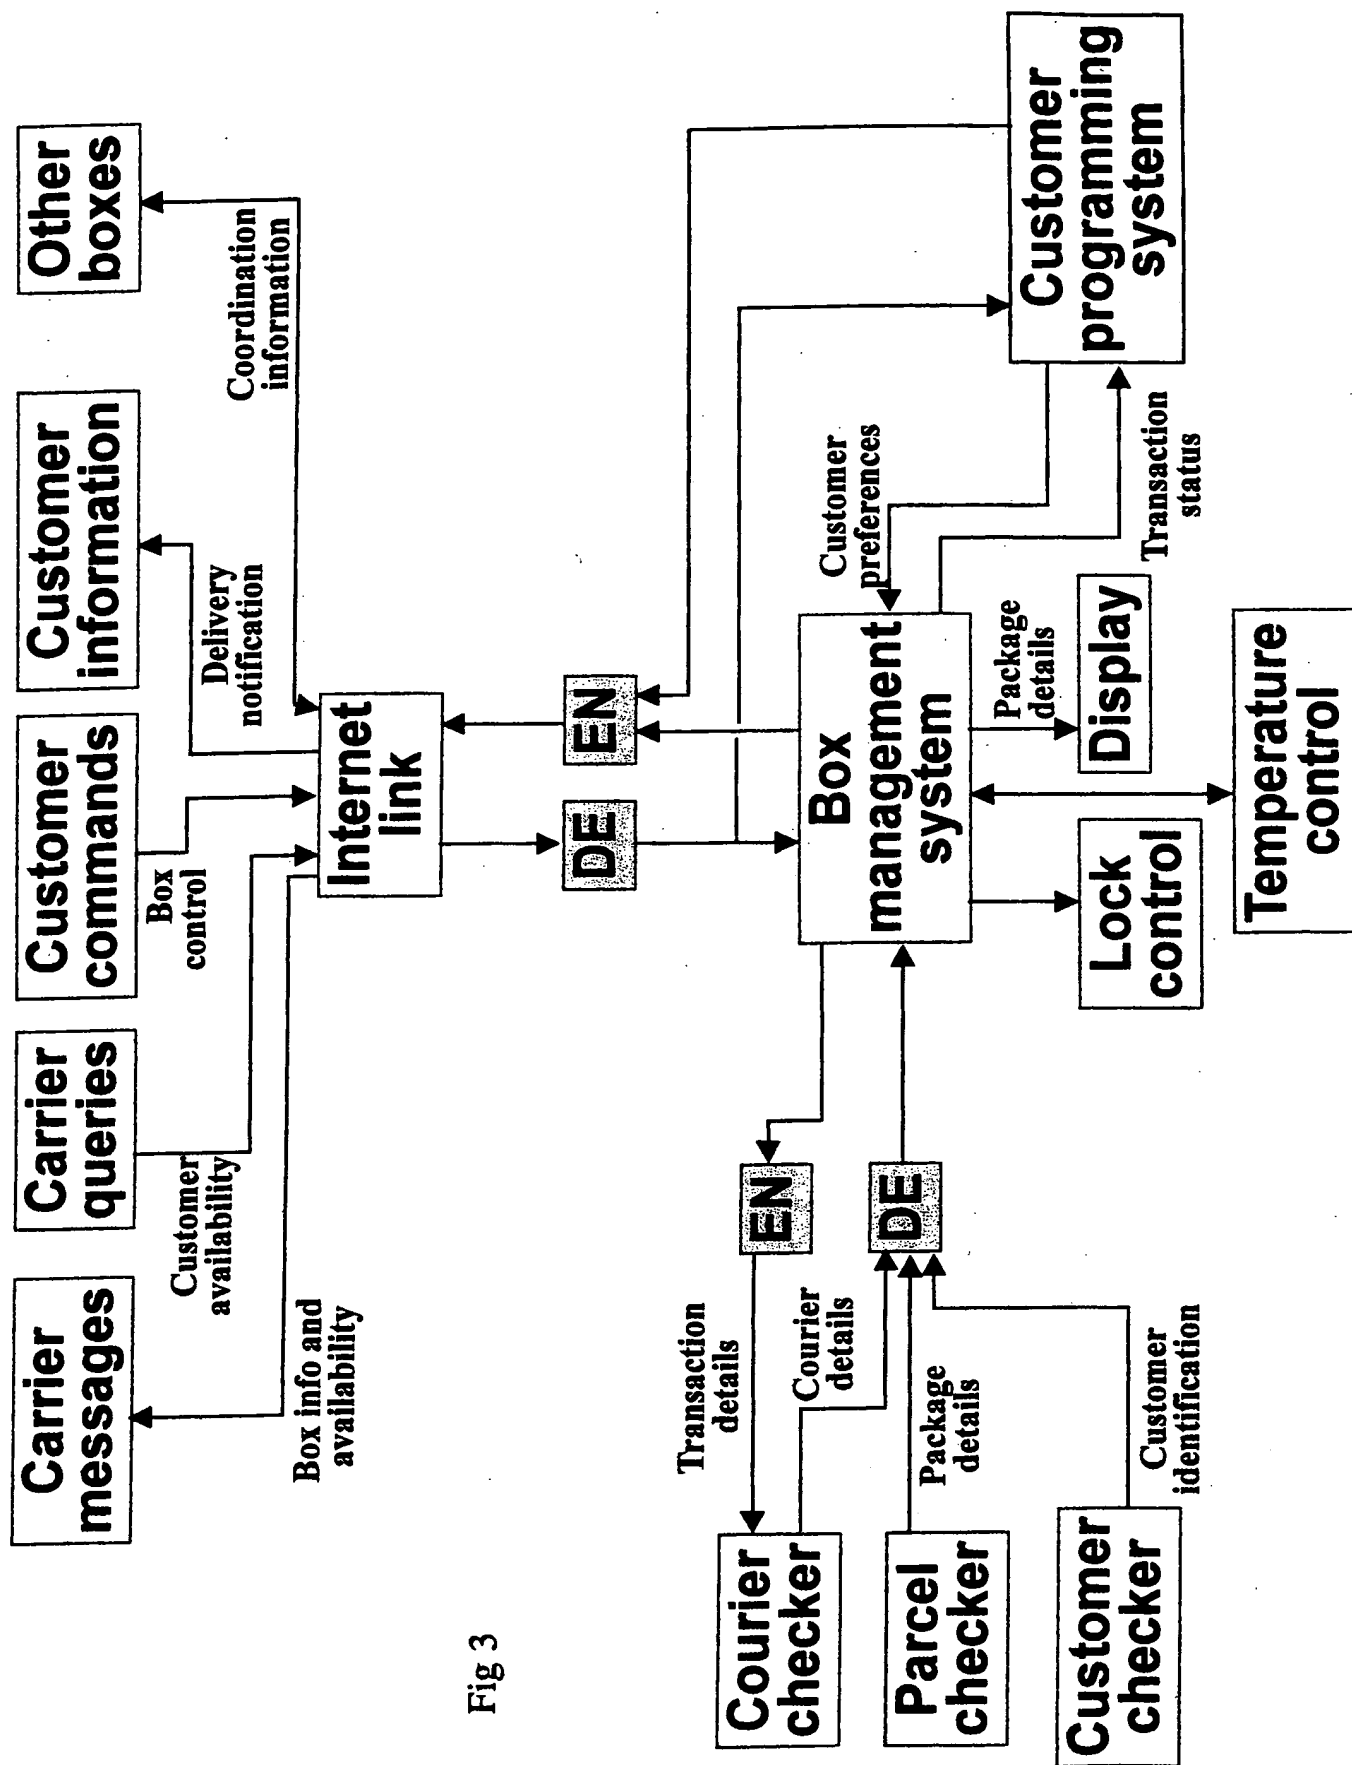 Carrier
messages
Carrier
queries
Customer
commands
Customer
information
Other
boxes
Customer
availability
Box
control
Delivery
notification
Coordination
information
Box info and
availability
Internet
link
Fig 3
DE
EN
Transaction
details
EN
Courier
details
Courier
checker
Box
management
system
Customer
preferences
Customer
programming
system
DE
Package
details
Parcel
checker
Package
details
Transaction
status
Customer
identification
Customer
checker
Lock
control
Display
Temperature
control